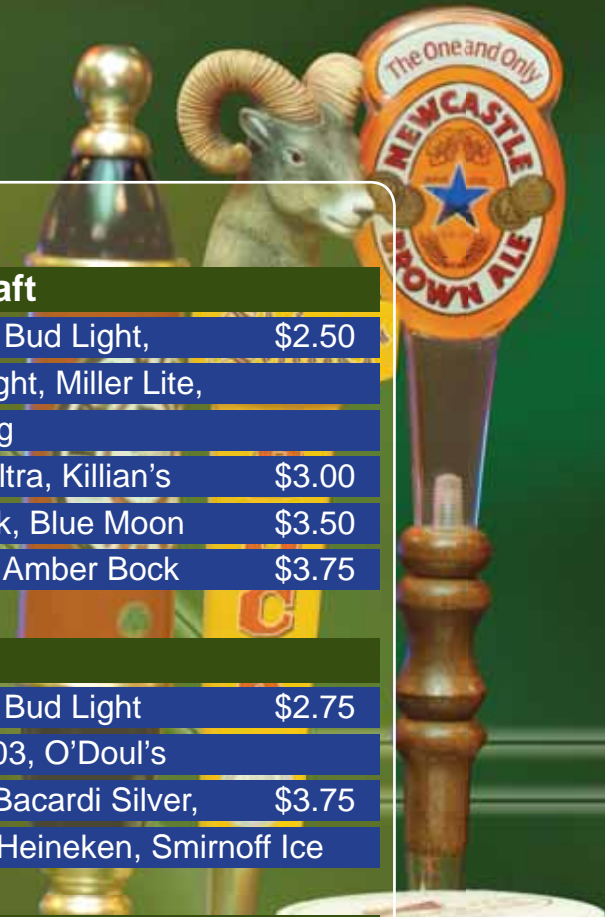 The One and Only
NEWCASTLE
BROWN ALE
aft
Bud Light, $2.50
ght, Miller Lite,
g
ltra, Killian's $3.00
k, Blue Moon $3.50
Amber Bock $3.75
C
Bud Light $2.75
03, O'Doul's
Bacardi Silver, $3.75
Heineken, Smirnoff Ice